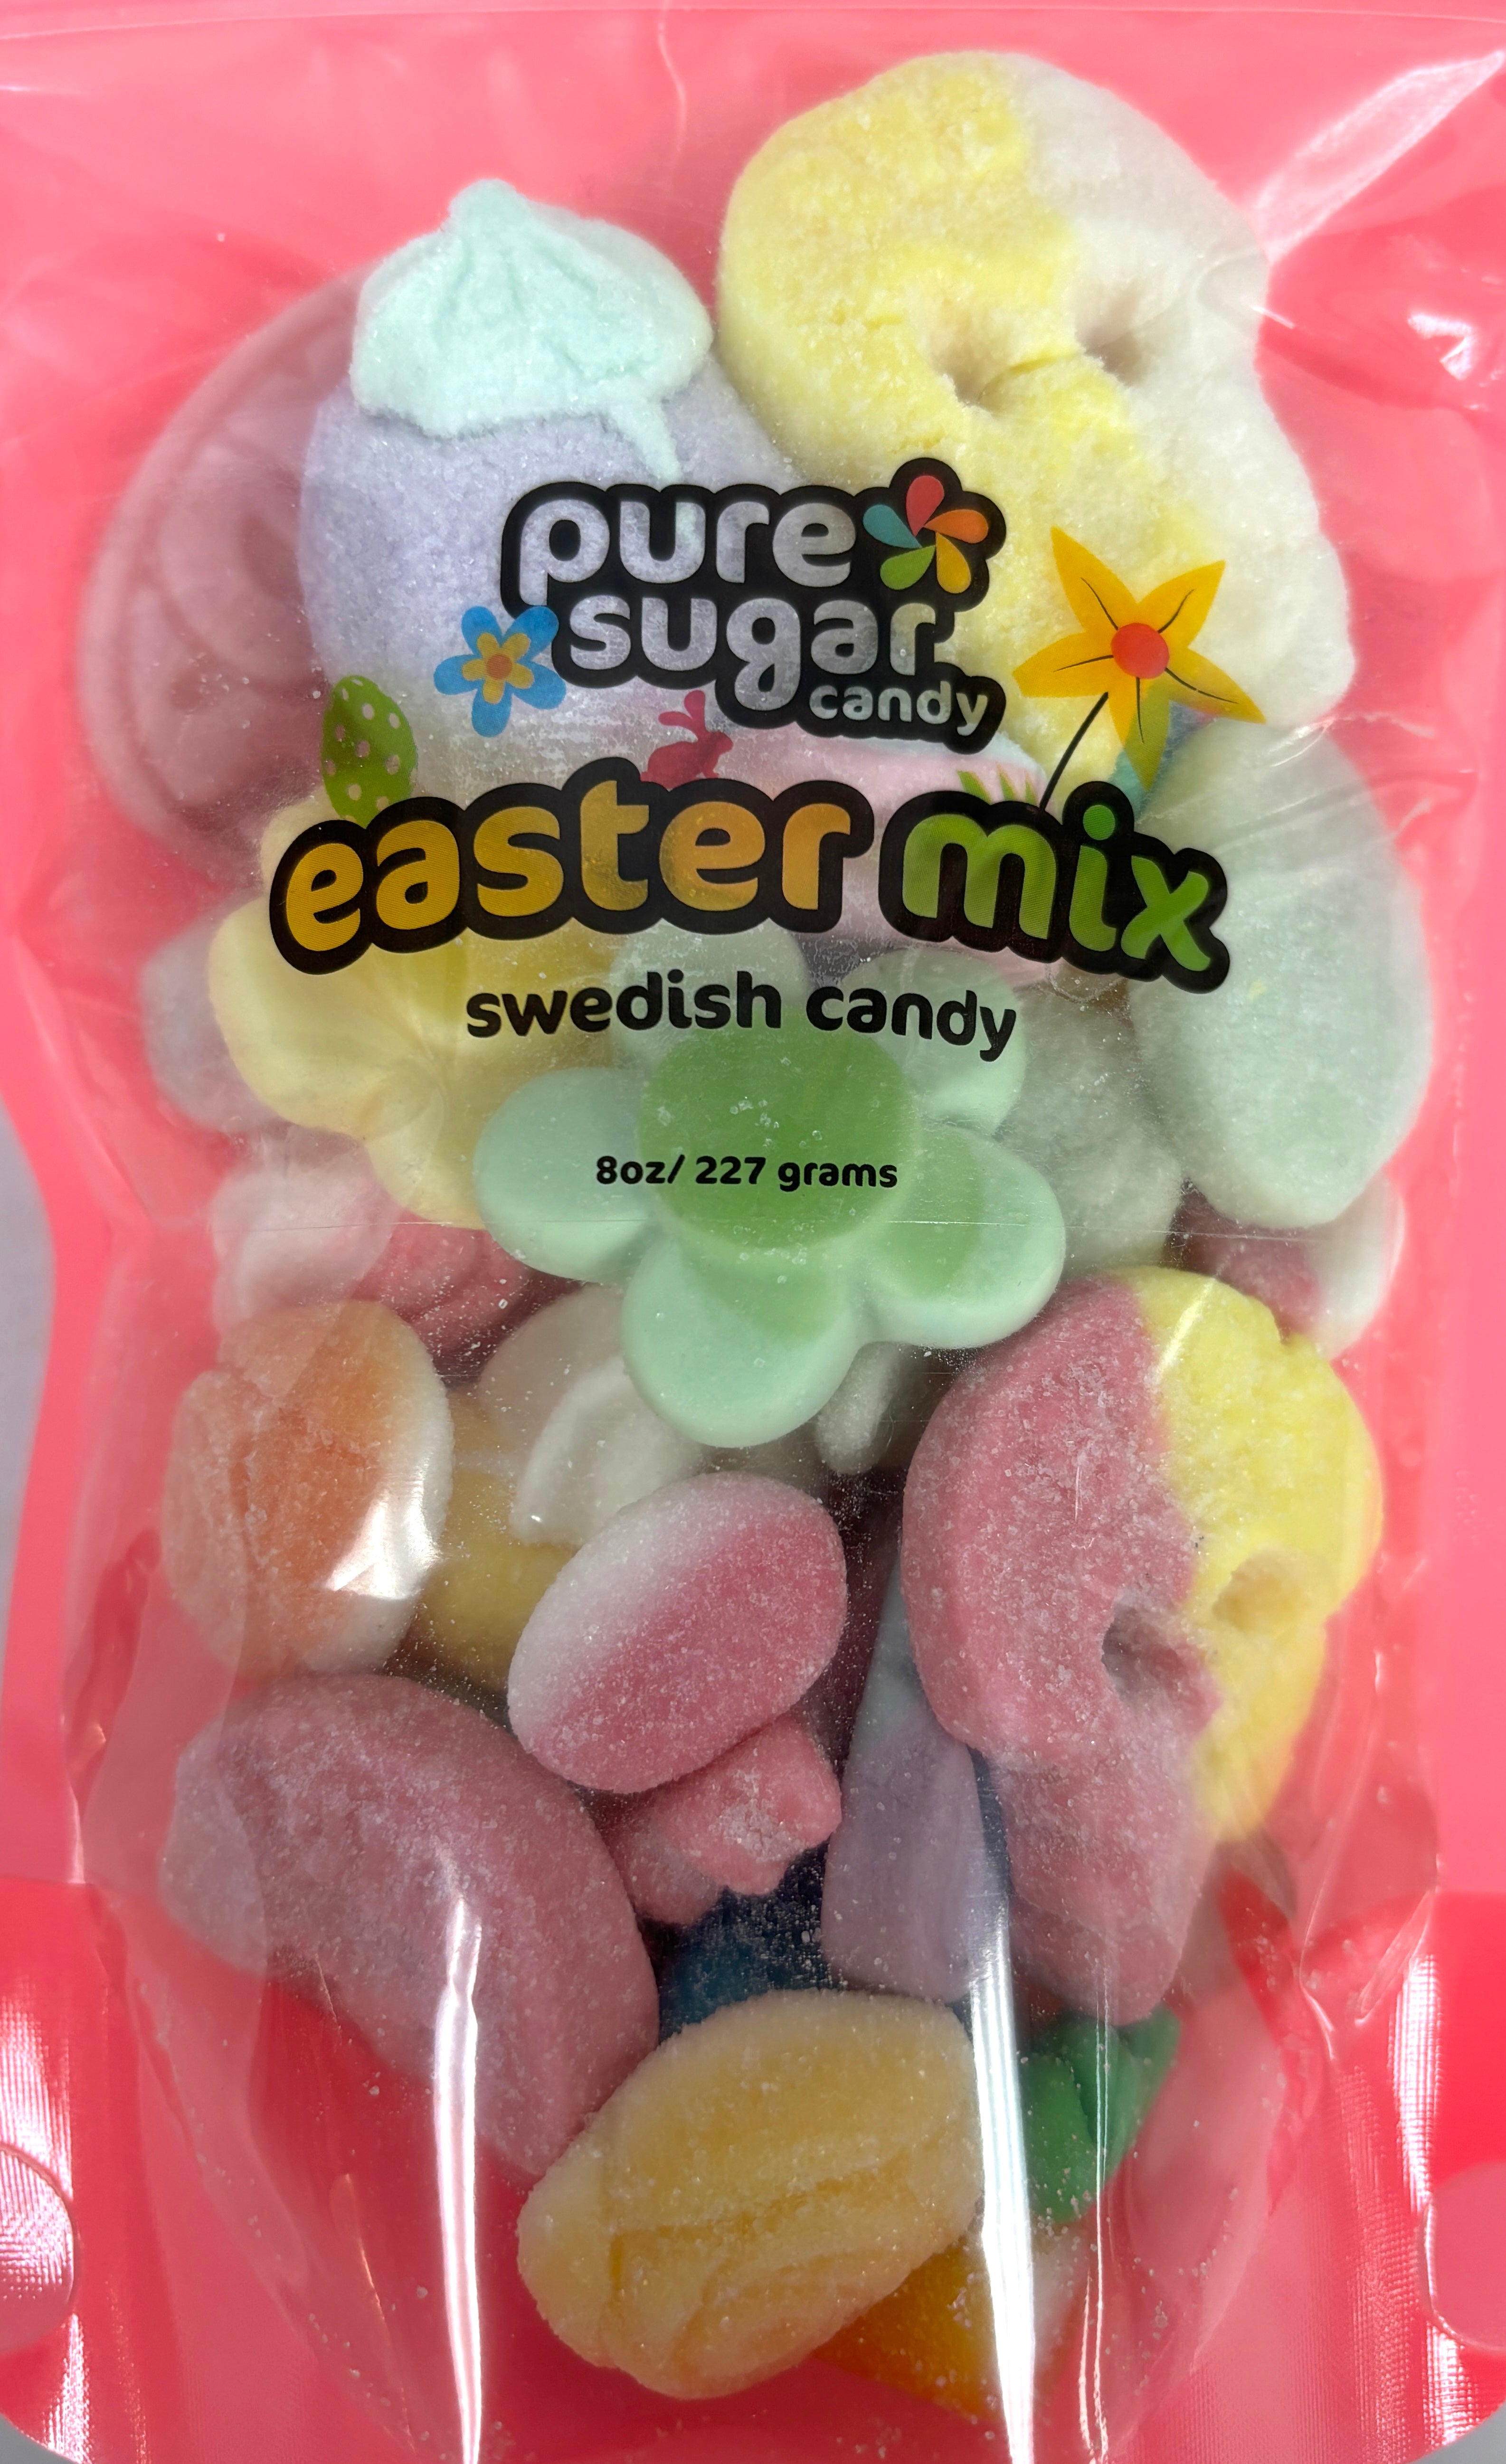 pure
sugar
candy
easter mix
swedish candy
8oz/ 227 grams